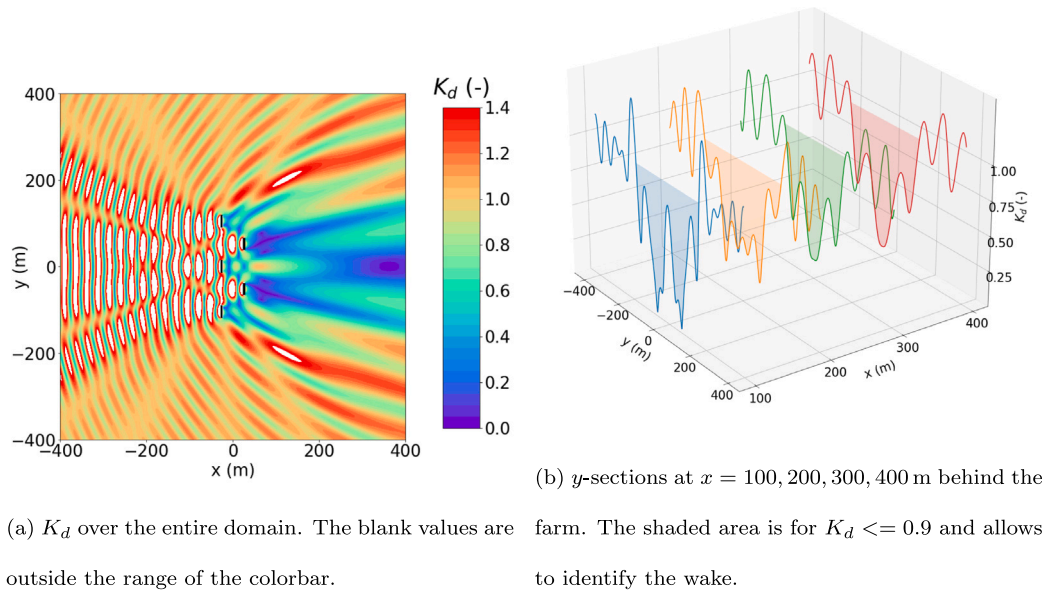 K_d (-)
400
200
0
−200
−400
y (m)
−400
−200
0
200
400
x (m)
1.4
1.2
1.0
0.8
0.6
0.4
0.2
0.0
1.00
0.75
0.50
0.25
K_d (-)
−400
−200
0
200
400
y (m)
100
200
300
400
x (m)
(a) K_d over the entire domain. The blank values are
outside the range of the colorbar.
(b) y-sections at x = 100, 200, 300, 400 m behind the
farm. The shaded area is for K_d <= 0.9 and allows
to identify the wake.